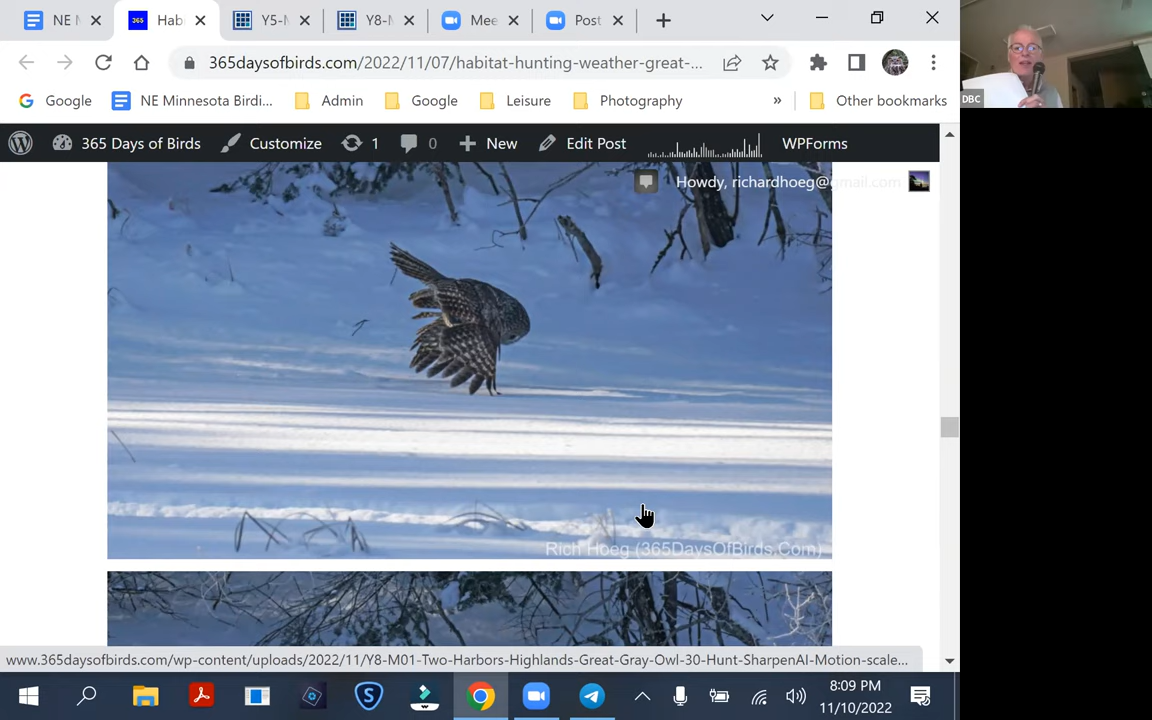 NE M
Habi
Y5-M
Y8-M
Mee
Post
365daysofbirds.com/2022/11/07/habitat-hunting-weather-great-...
Google
NE Minnesota Birdi...
Admin
Google
Leisure
Photography
»
Other bookmarks
DBC
365 Days of Birds
Customize
1
0
New
Edit Post
WPForms
Howdy, richardhoeg@gmail.com
Rich Hoeg (365DaysOfBirds.Com)
www.365daysofbirds.com/wp-content/uploads/2022/11/Y8-M01-Two-Harbors-Highlands-Great-Gray-Owl-30-Hunt-SharpenAI-Motion-scale...
8:09 PM
11/10/2022